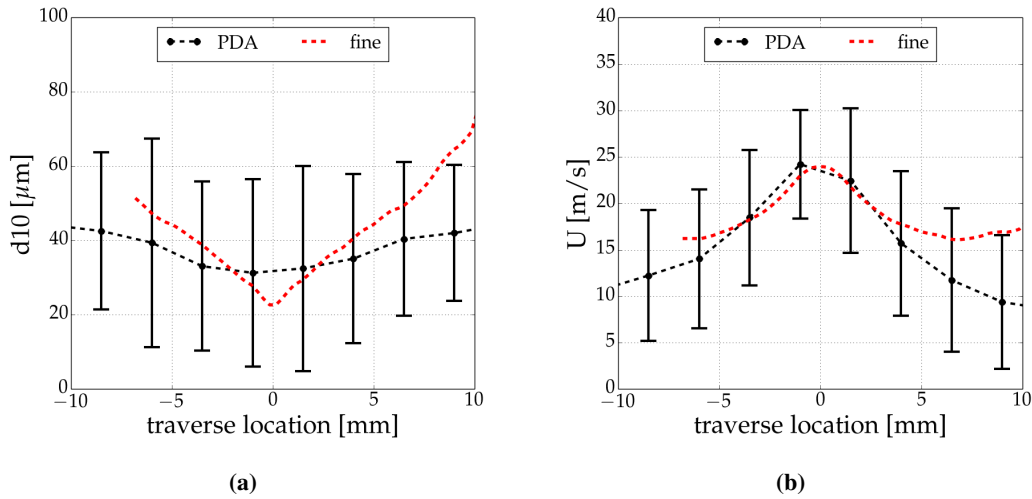 PDA fine
100
80
60
40
20
0
d10 [μm]
−10 −5 0 5 10
traverse location [mm]
(a)
PDA fine
40
35
30
25
20
15
10
5
0
U [m/s]
−10 −5 0 5 10
traverse location [mm]
(b)